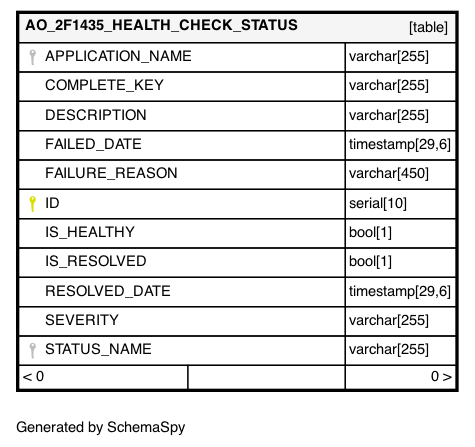 AO_2F1435_HEALTH_CHECK_STATUS [table]
APPLICATION_NAME varchar[255]
COMPLETE_KEY varchar[255]
DESCRIPTION varchar[255]
FAILED_DATE timestamp[29,6]
FAILURE_REASON varchar[450]
ID serial[10]
IS_HEALTHY bool[1]
IS_RESOLVED bool[1]
RESOLVED_DATE timestamp[29,6]
SEVERITY varchar[255]
STATUS_NAME varchar[255]
< 0 0 >
Generated by SchemaSpy